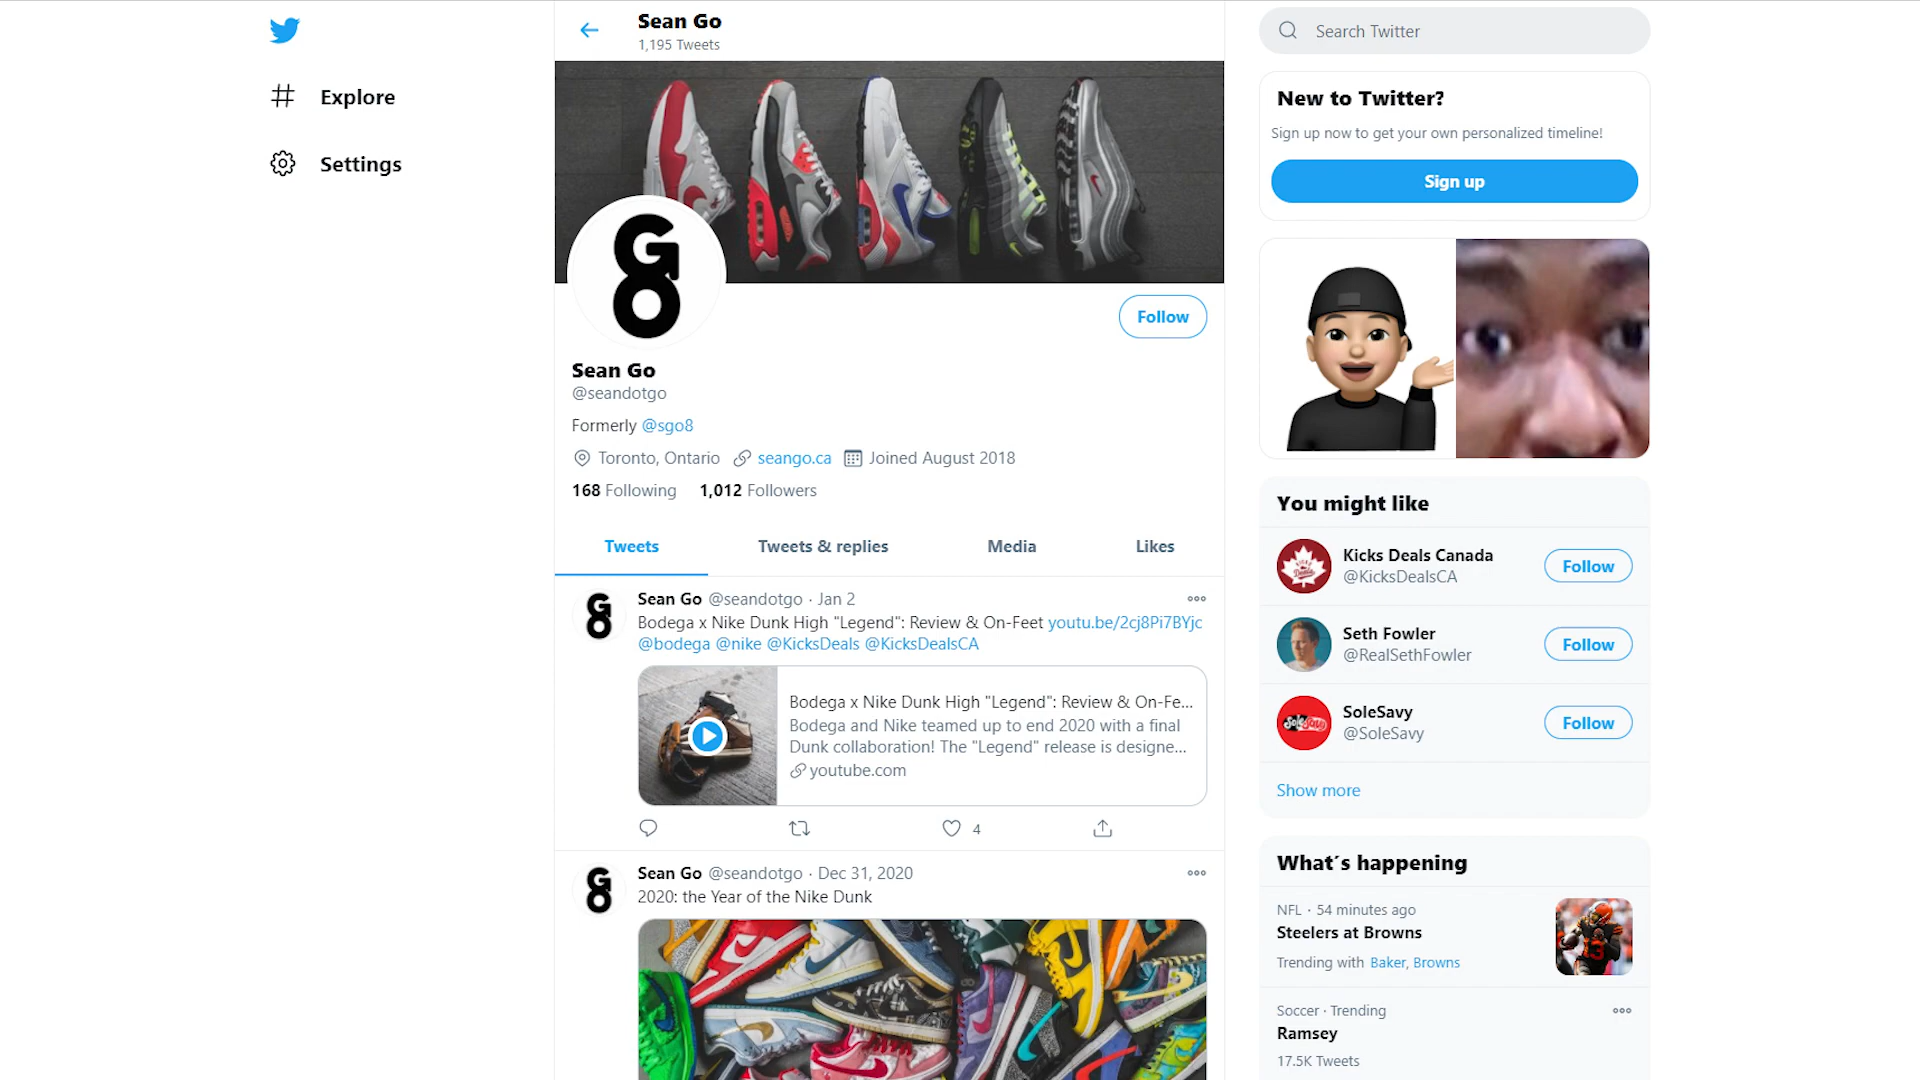 Explore
Settings
Sean Go
1,195 Tweets
GO
Follow
Sean Go
@seandotgo
Formerly @sgo8
Toronto, Ontario seango.ca Joined August 2018
168 Following 1,012 Followers
Tweets Tweets & replies Media Likes
GO
Sean Go @seandotgo · Jan 2
Bodega x Nike Dunk High "Legend": Review & On-Feet youtu.be/2cj8Pi7BYjc
@bodega @nike @KicksDeals @KicksDealsCA
Bodega x Nike Dunk High "Legend": Review & On-Fe...
Bodega and Nike teamed up to end 2020 with a final
Dunk collaboration! The "Legend" release is designe...
youtube.com
4
GO
Sean Go @seandotgo · Dec 31, 2020
2020: the Year of the Nike Dunk
Search Twitter
New to Twitter?
Sign up now to get your own personalized timeline!
Sign up
You might like
Kicks Deals Canada
@KicksDealsCA
Follow
Seth Fowler
@RealSethFowler
Follow
SoleSavy
SoleSavy
@SoleSavy
Follow
Show more
What´s happening
NFL · 54 minutes ago
Steelers at Browns
Trending with Baker, Browns
13
Soccer · Trending
Ramsey
17.5K Tweets